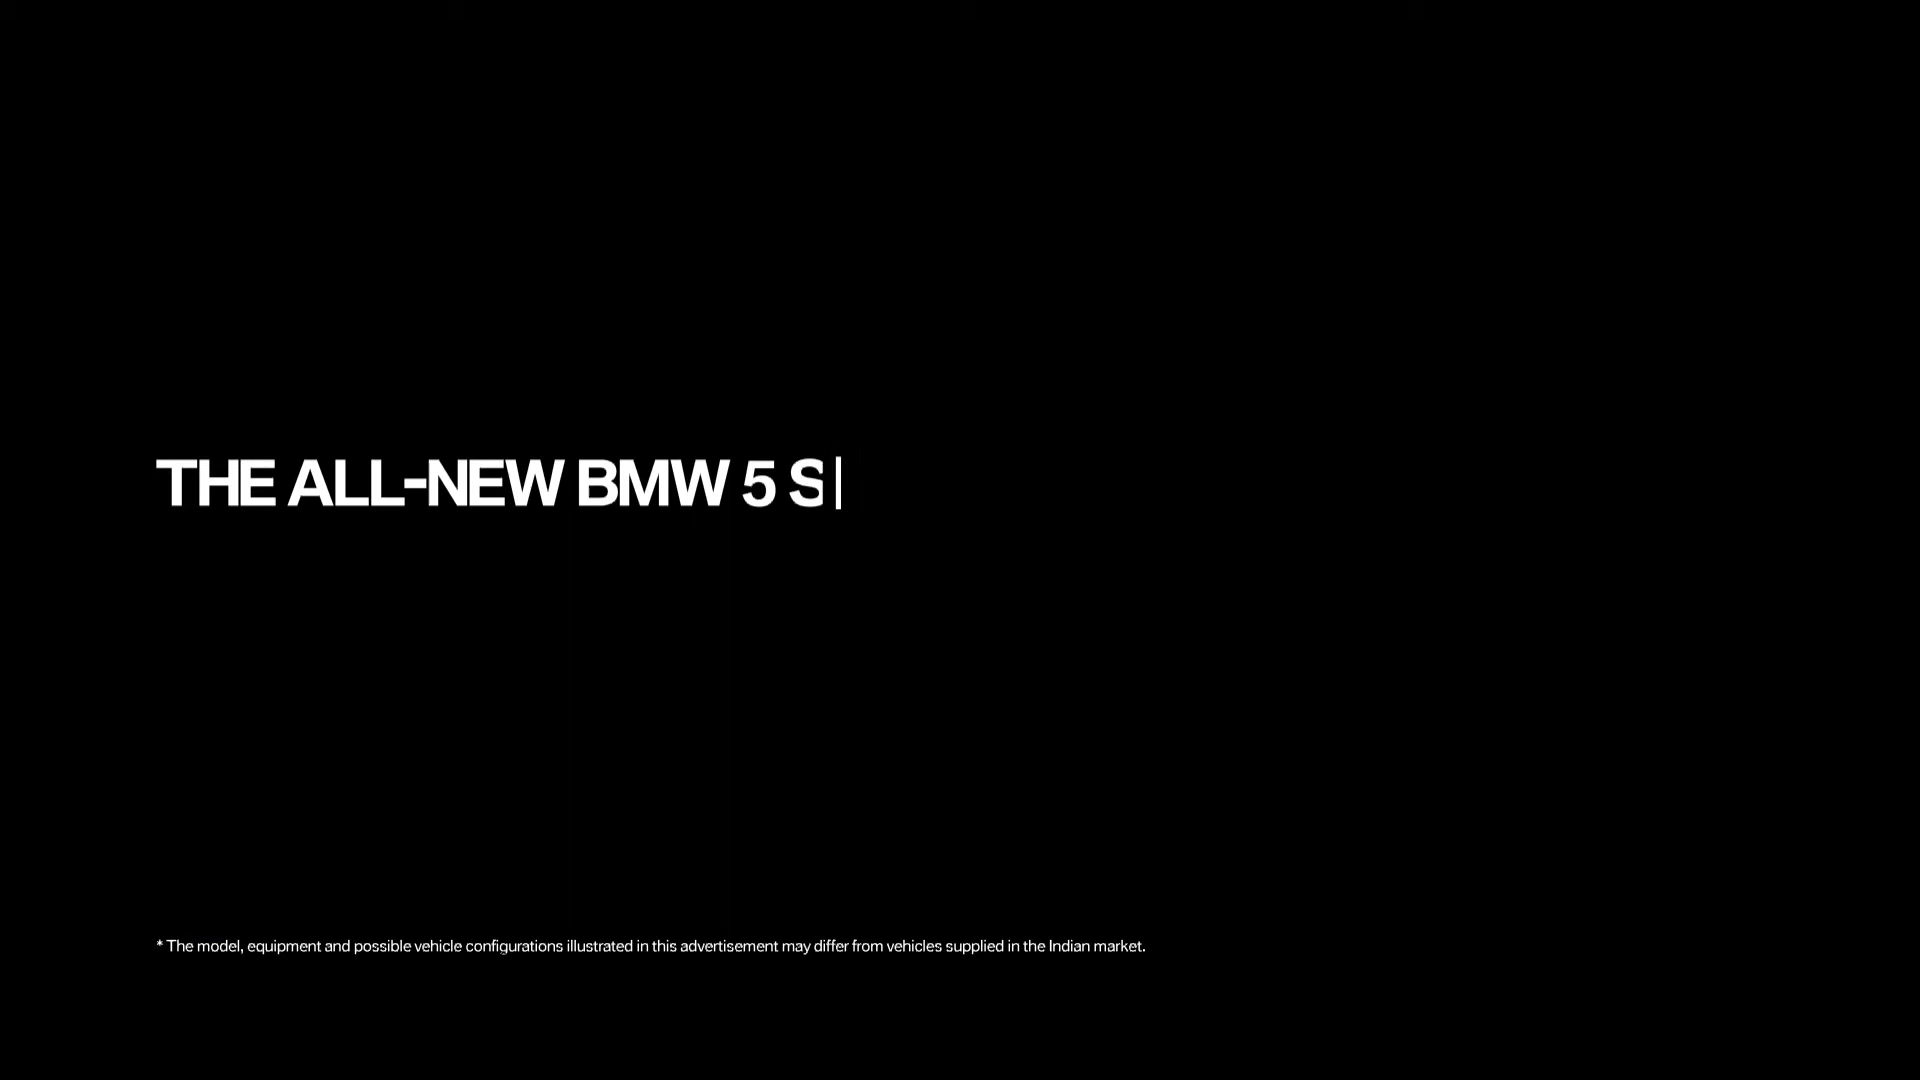 THE ALL-NEW BMW 5 S
* The model, equipment and possible vehicle configurations illustrated in this advertisement may differ from vehicles supplied in the Indian market.